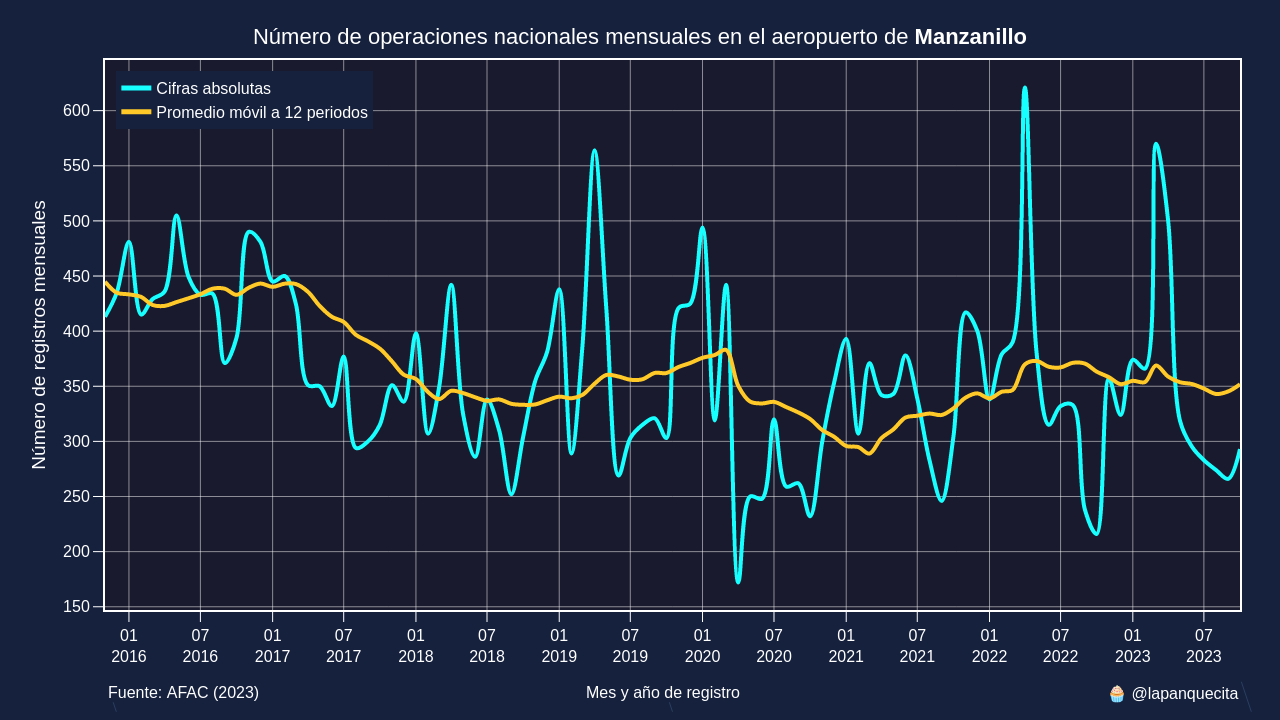 Número de operaciones nacionales mensuales en el aeropuerto de Manzanillo
Cifras absolutas
Promedio móvil a 12 periodos
Número de registros mensuales
600
550
500
450
400
350
300
250
200
150
01 07 01 07 01 07 01 07 01 07 01 07 01 07 01 07
2016 2016 2017 2017 2018 2018 2019 2019 2020 2020 2021 2021 2022 2022 2023 2023
Fuente: AFAC (2023)
Mes y año de registro
🧁 @lapanquecita